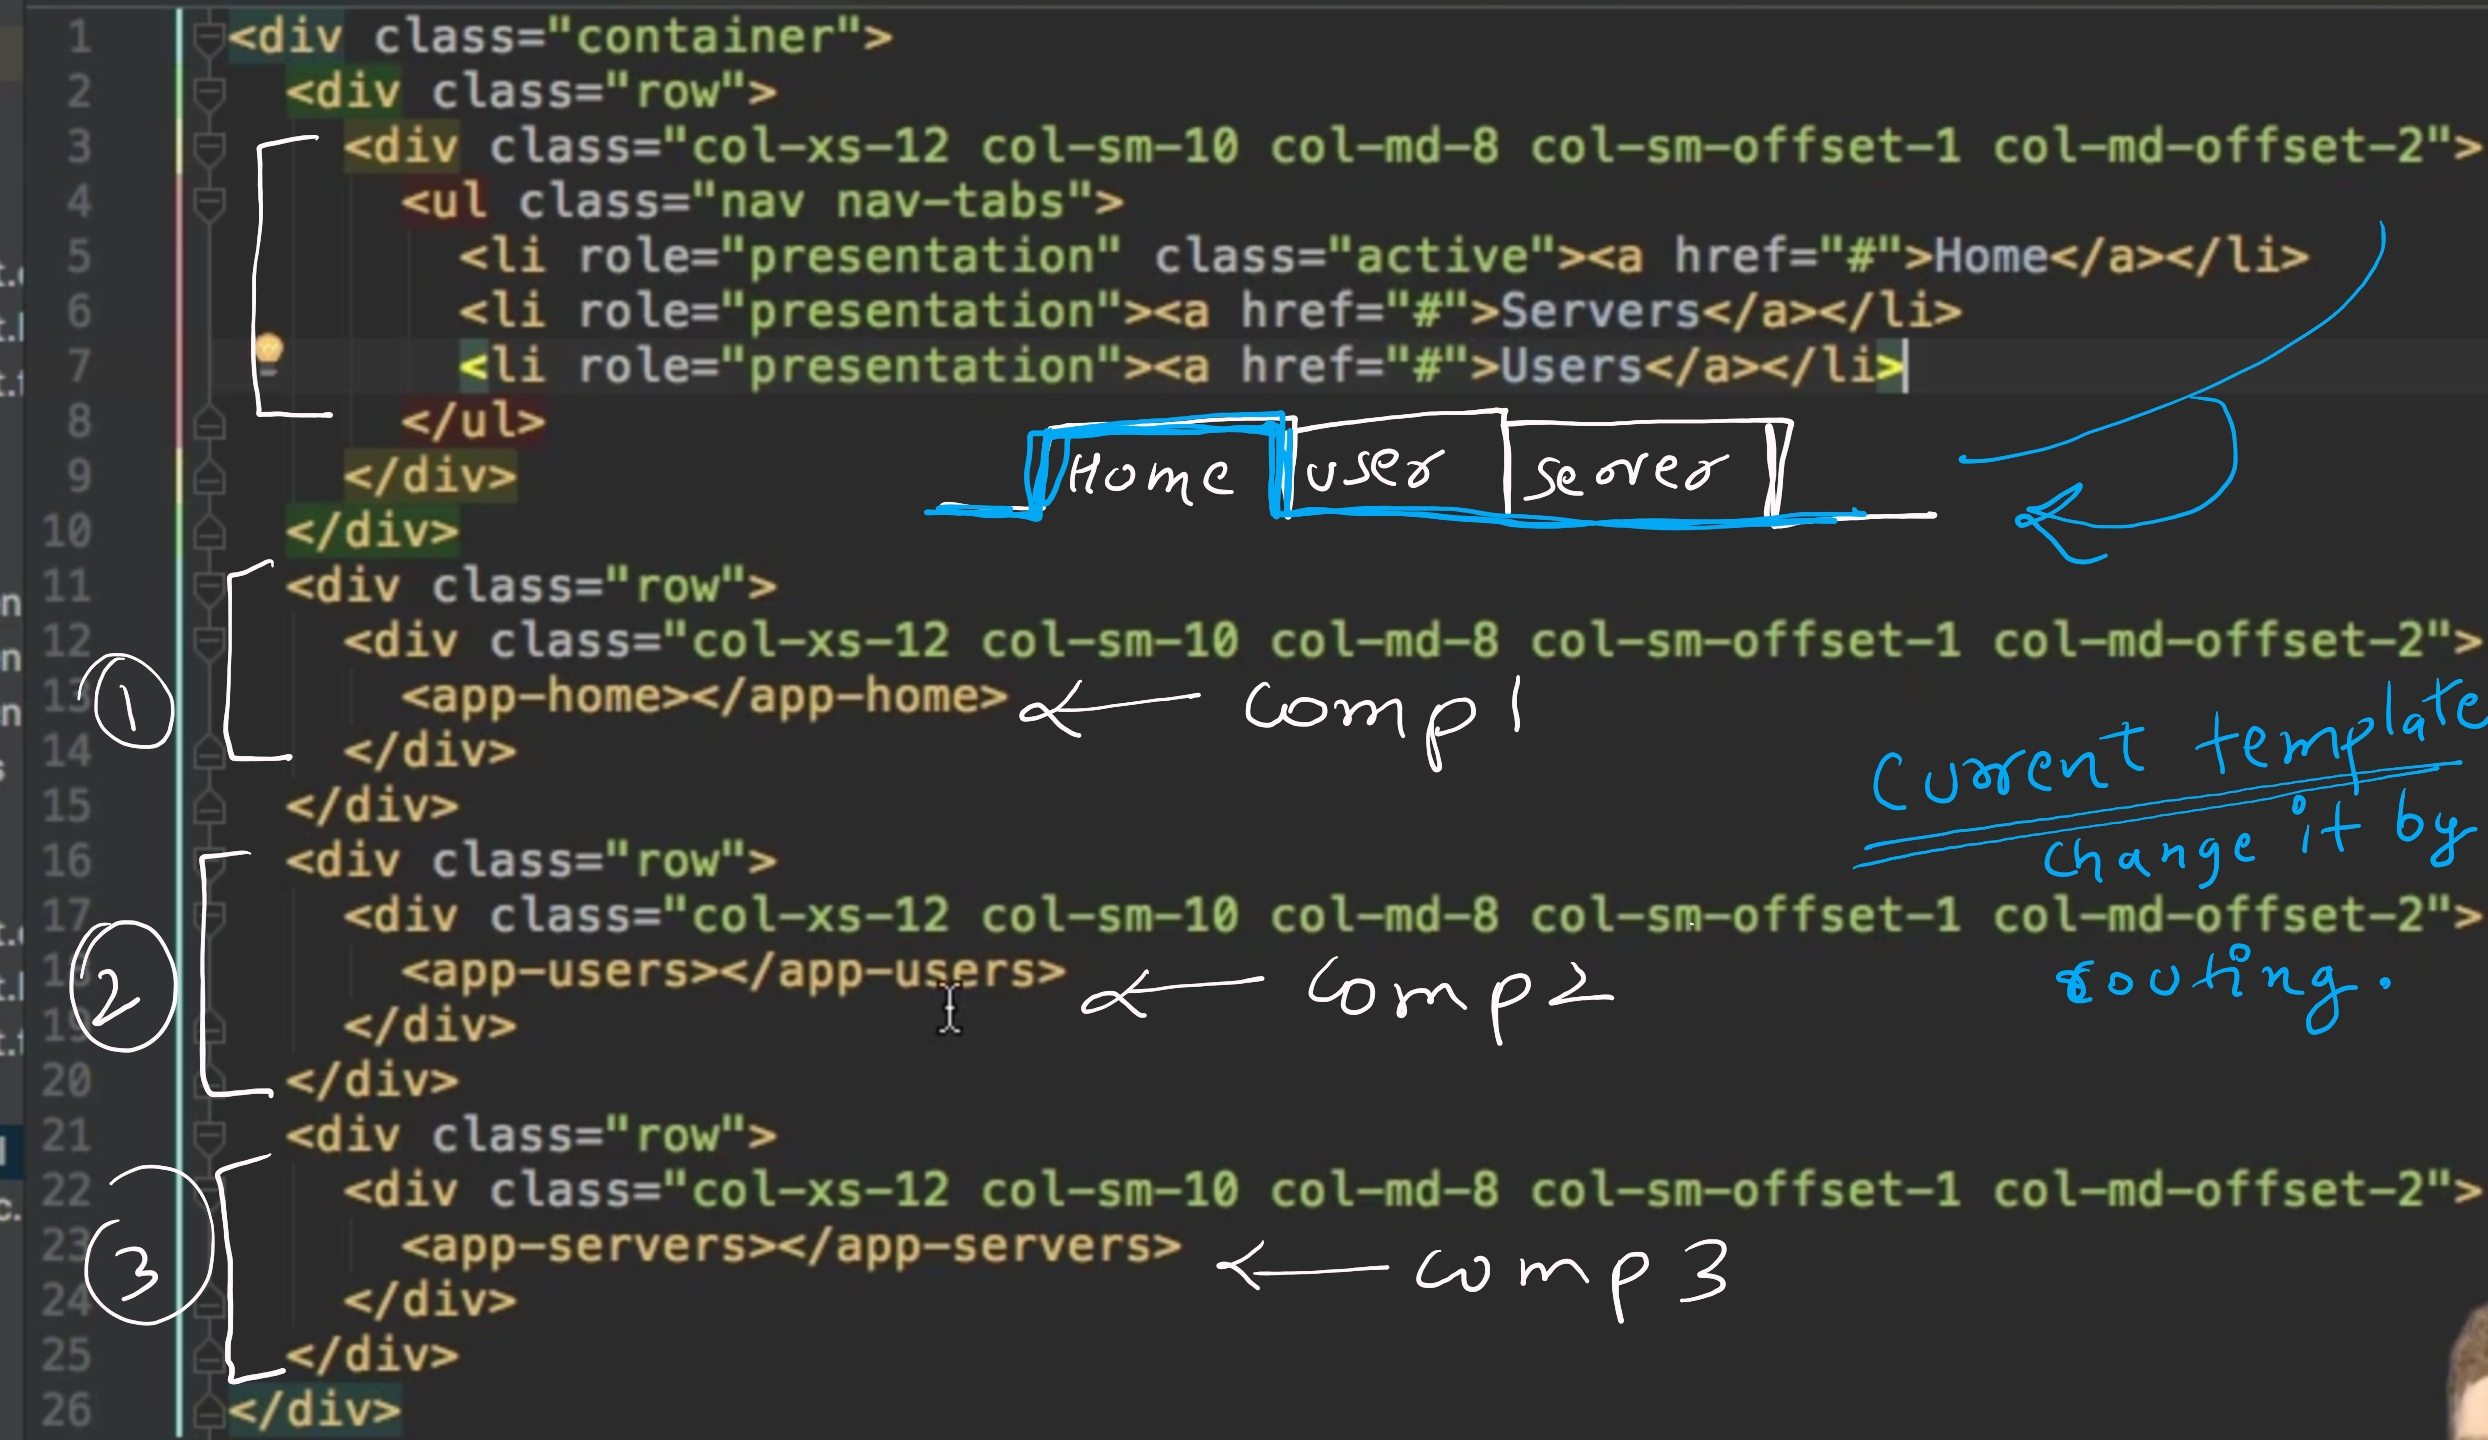 1 <div class="container">
2 <div class="row">
3 <div class="col-xs-12 col-sm-10 col-md-8 col-sm-offset-1 col-md-offset-2">
4 <ul class="nav nav-tabs">
5 <li role="presentation" class="active"><a href="#">Home</a></li>
6 <li role="presentation"><a href="#">Servers</a></li>
7 <li role="presentation"><a href="#">Users</a></li>
8 </ul>
Home user server
9 </div>
10 </div>
11 <div class="row">
12 <div class="col-xs-12 col-sm-10 col-md-8 col-sm-offset-1 col-md-offset-2">
① 13 <app-home></app-home> comp 1
14 </div>
Current template
15 </div>
change it by
16 <div class="row">
17 <div class="col-xs-12 col-sm-10 col-md-8 col-sm-offset-1 col-md-offset-2">
② 18 <app-users></app-users> comp 2
routing.
19 </div>
20 </div>
21 <div class="row">
22 <div class="col-xs-12 col-sm-10 col-md-8 col-sm-offset-1 col-md-offset-2">
③ 23 <app-servers></app-servers> comp 3
24 </div>
25 </div>
26 </div>